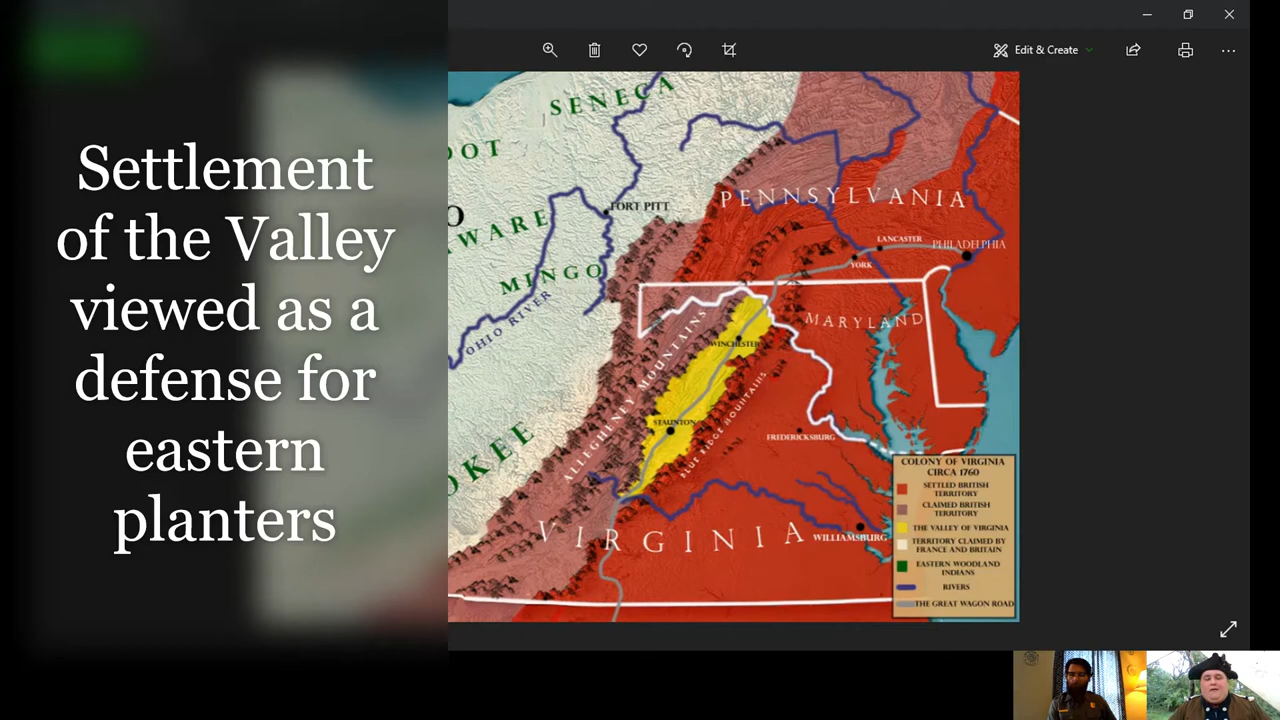 Settlement
of the Valley
viewed as a
defense for
eastern
planters
Edit & Create
SENECA
OOT
PENNSYLVANIA
FORT PITT
O
AWARE
LANCASTER
PHILADELPHIA
YORK
MINGO
OHIO RIVER
MARYLAND
WINCHESTER
ALLEGHENEY MOUNTAINS
BLUE RIDGE MOUNTAINS
STAUNTON
FREDERICKSBURG
OKEE
VIRGINIA
WILLIAMSBURG
COLONY OF VIRGINIA
CIRCA 1760
SETTLED BRITISH
TERRITORY
CLAIMED BRITISH
TERRITORY
THE VALLEY OF VIRGINIA
TERRITORY CLAIMED BY
FRANCE AND BRITAIN
EASTERN WOODLAND
INDIANS
RIVERS
THE GREAT WAGON ROAD